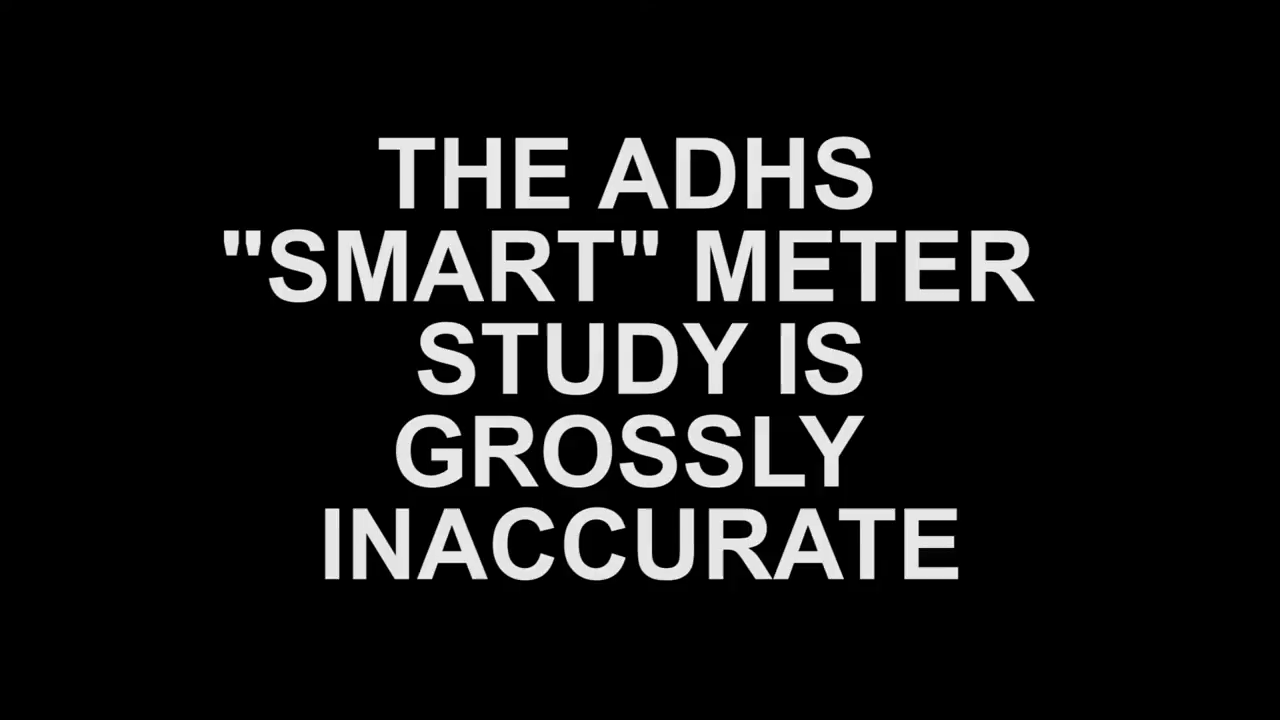 THE ADHS
"SMART" METER
STUDY IS
GROSSLY
INACCURATE